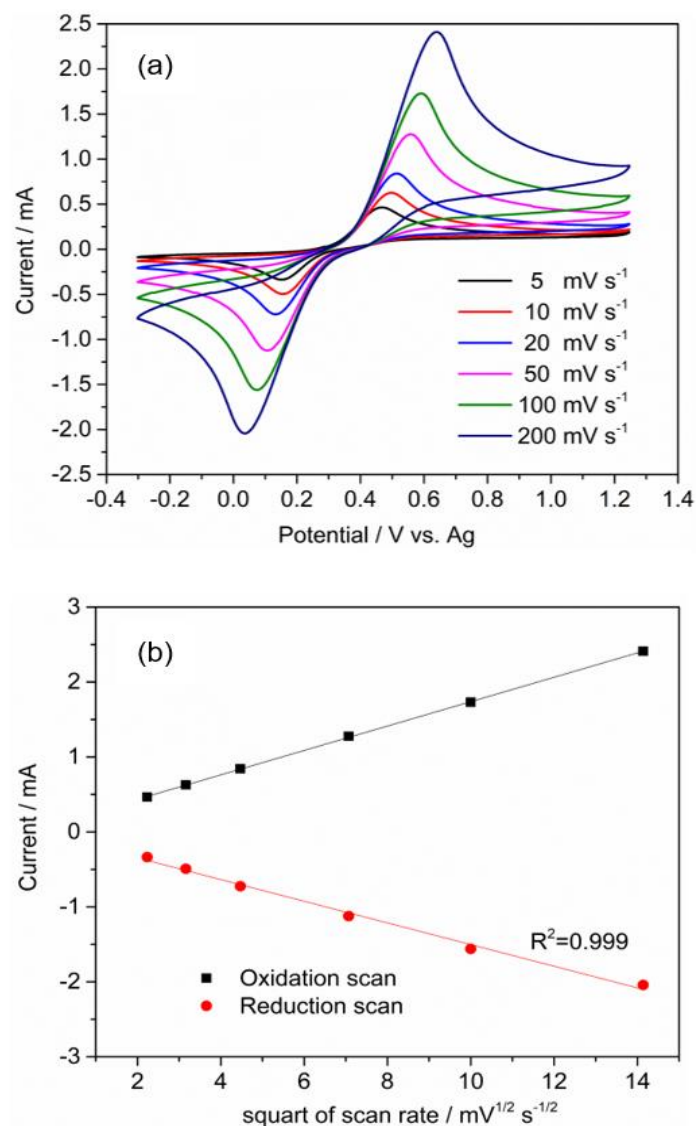 (a)
2.5
2.0
1.5
1.0
0.5
0.0
-0.5
-1.0
-1.5
-2.0
-2.5
Current / mA
5 mV s⁻¹
10 mV s⁻¹
20 mV s⁻¹
50 mV s⁻¹
100 mV s⁻¹
200 mV s⁻¹
-0.4 -0.2 0.0 0.2 0.4 0.6 0.8 1.0 1.2 1.4
Potential / V vs. Ag
(b)
3
2
1
0
-1
-2
-3
Current / mA
R²=0.999
Oxidation scan
Reduction scan
2 4 6 8 10 12 14
squart of scan rate / mV¹/² s⁻¹/²